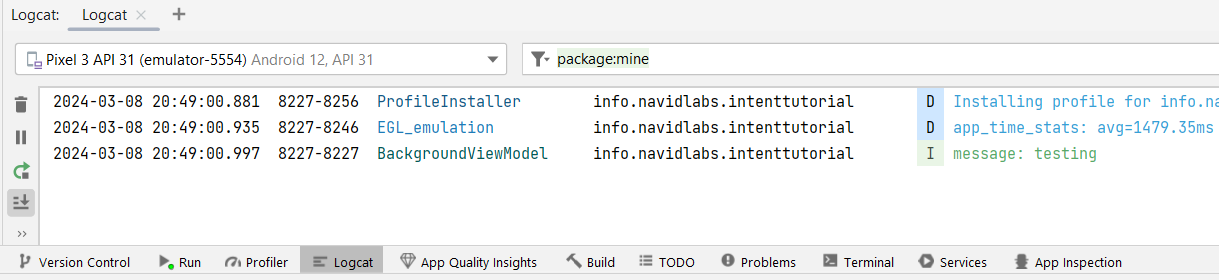 Logcat: Logcat
Pixel 3 API 31 (emulator-5554) Android 12, API 31 package:mine
2024-03-08 20:49:00.881 8227-8256 ProfileInstaller info.navidlabs.intenttutorial D Installing profile for info.na
2024-03-08 20:49:00.935 8227-8246 EGL_emulation info.navidlabs.intenttutorial D app_time_stats: avg=1479.35ms
2024-03-08 20:49:00.997 8227-8227 BackgroundViewModel info.navidlabs.intenttutorial I message: testing
Version Control Run Profiler Logcat App Quality Insights Build TODO Problems Terminal Services App Inspection